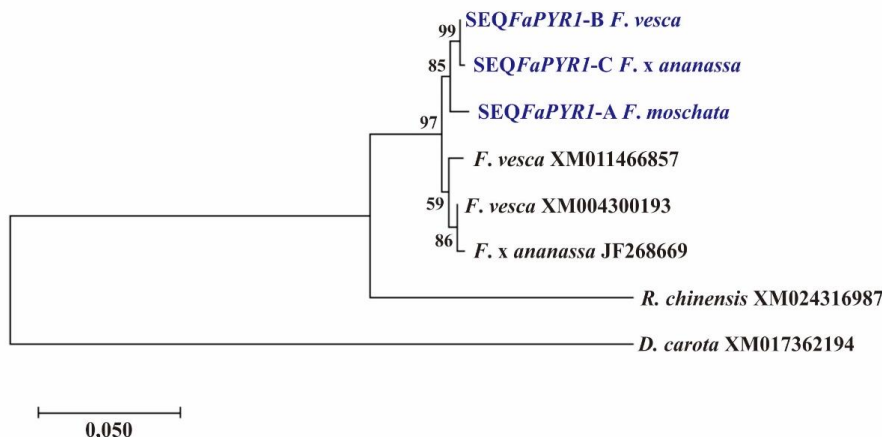 SEQFaPYR1-B F. vesca
99
SEQFaPYR1-C F. x ananassa
85
SEQFaPYR1-A F. moschata
97
F. vesca XM011466857
59
F. vesca XM004300193
86
F. x ananassa JF268669
R. chinensis XM024316987
D. carota XM017362194
0,050